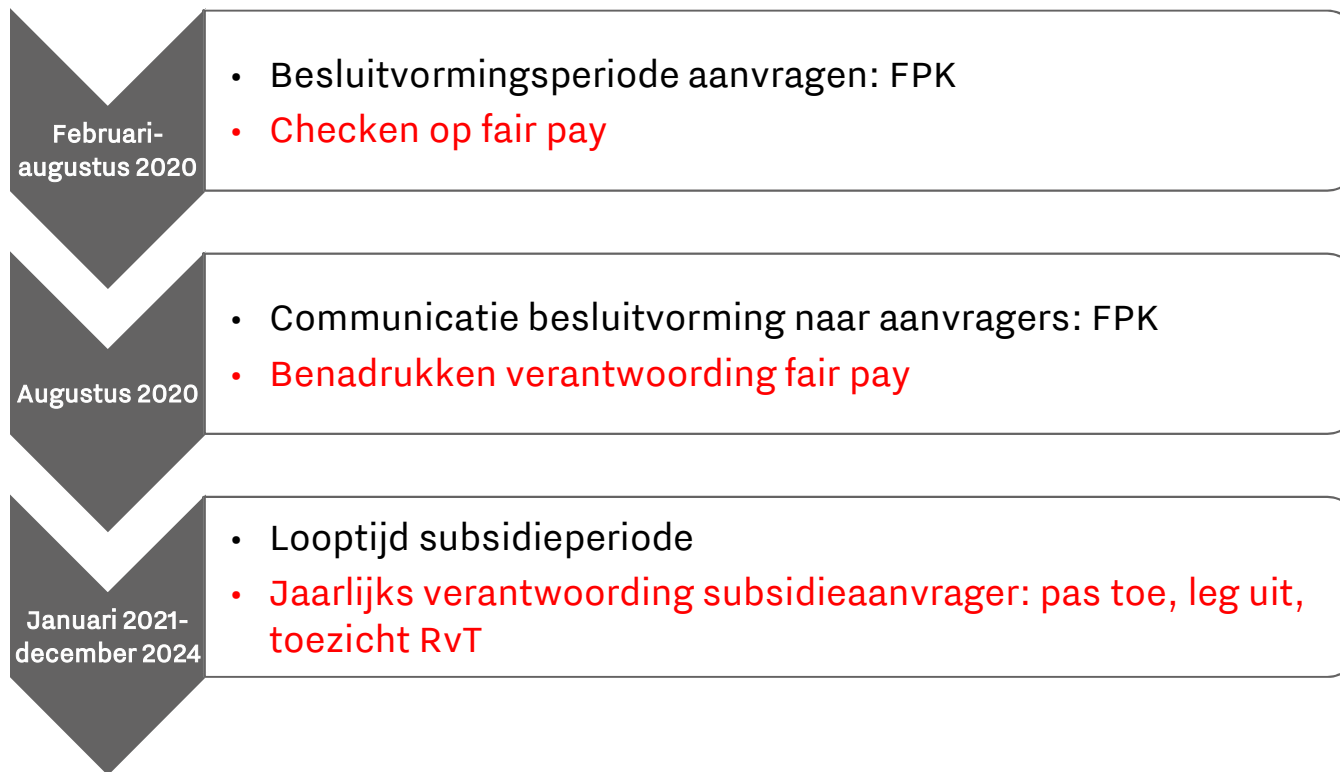 Februari-
augustus 2020
• Besluitvormingsperiode aanvragen: FPK
• Checken op fair pay
Augustus 2020
• Communicatie besluitvorming naar aanvragers: FPK
• Benadrukken verantwoording fair pay
Januari 2021-
december 2024
• Looptijd subsidieperiode
• Jaarlijks verantwoording subsidieaanvrager: pas toe, leg uit,
toezicht RvT